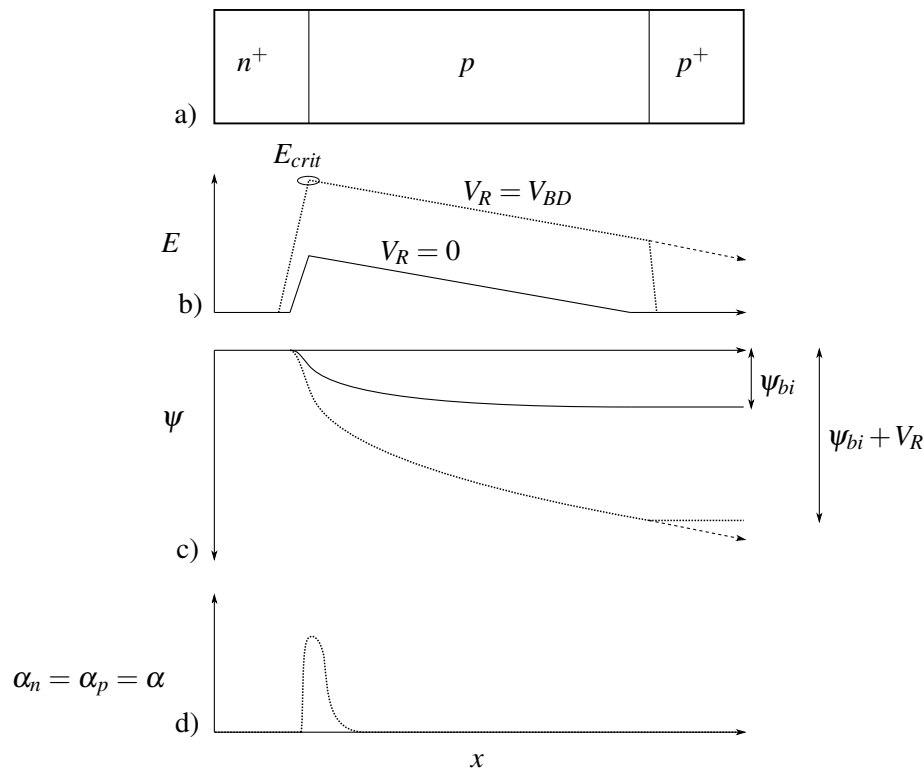 n⁺ p p⁺
a)
E_crit
V_R = V_BD
E
V_R = 0
b)
ψ_bi
ψ
ψ_bi + V_R
c)
α_n = α_p = α
d)
x